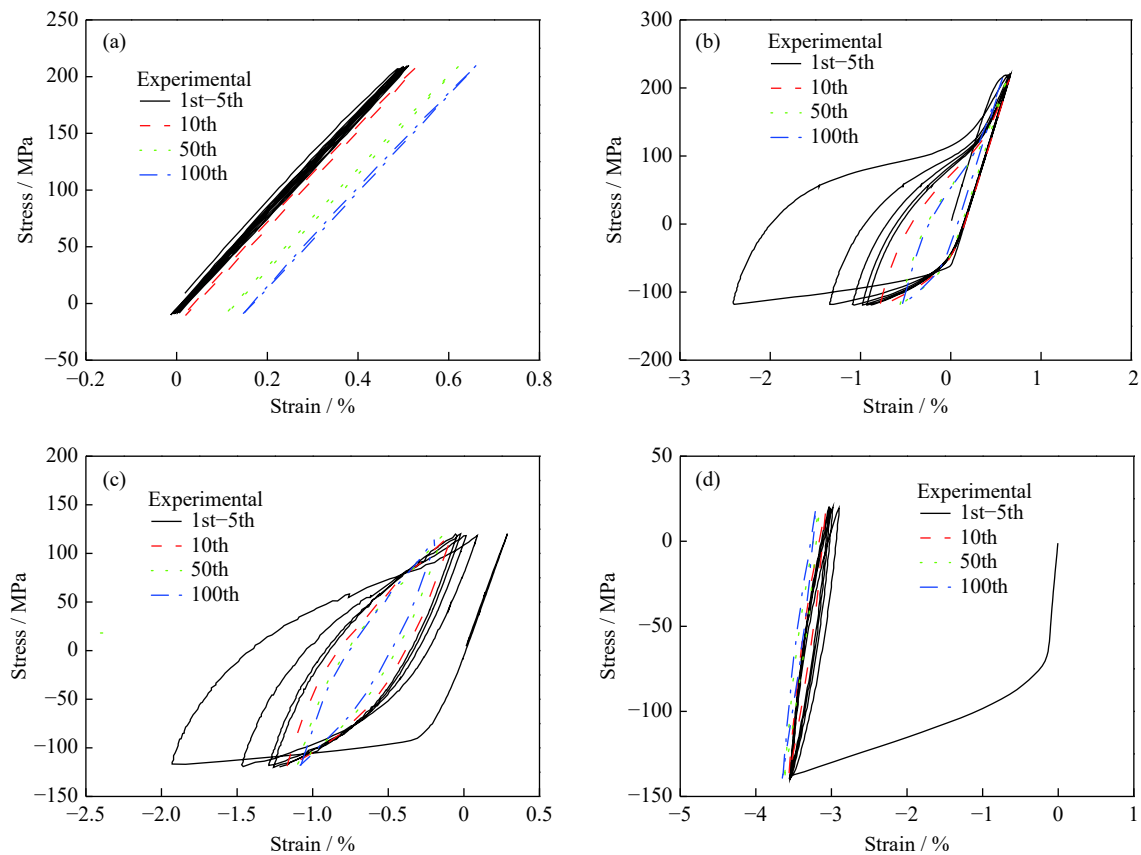 (a)
Experimental
1st−5th
10th
50th
100th
250
200
150
100
50
0
−50
−0.2
0
0.2
0.4
0.6
0.8
Stress / MPa
Strain / %
(b)
Experimental
1st−5th
10th
50th
100th
300
200
100
0
−100
−200
−3
−2
−1
0
1
2
Stress / MPa
Strain / %
(c)
Experimental
1st−5th
10th
50th
100th
200
150
100
50
0
−50
−100
−150
−2.5
−2.0
−1.5
−1.0
−0.5
0
0.5
Stress / MPa
Strain / %
(d)
Experimental
1st−5th
10th
50th
100th
50
0
−50
−100
−150
−5
−4
−3
−2
−1
0
1
Stress / MPa
Strain / %